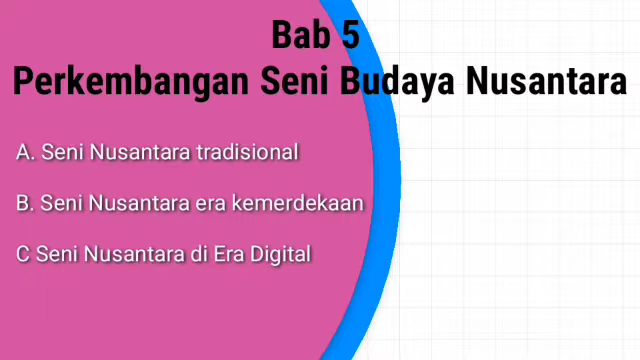 Bab 5
Perkembangan Seni Budaya Nusantara
A. Seni Nusantara tradisional
B. Seni Nusantara era kemerdekaan
C Seni Nusantara di Era Digital